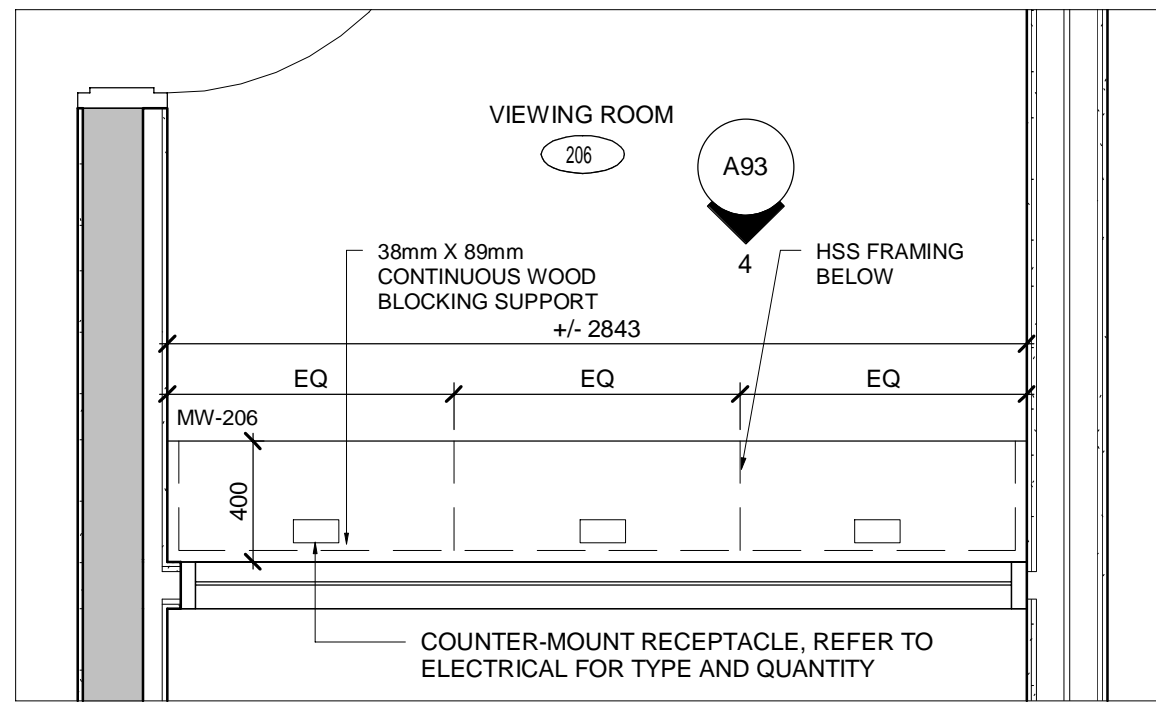 VIEWING ROOM
206
A93
4
38mm X 89mm
CONTINUOUS WOOD
BLOCKING SUPPORT
HSS FRAMING
BELOW
+/- 2843
EQ EQ EQ
MW-206
400
COUNTER-MOUNT RECEPTACLE, REFER TO
ELECTRICAL FOR TYPE AND QUANTITY